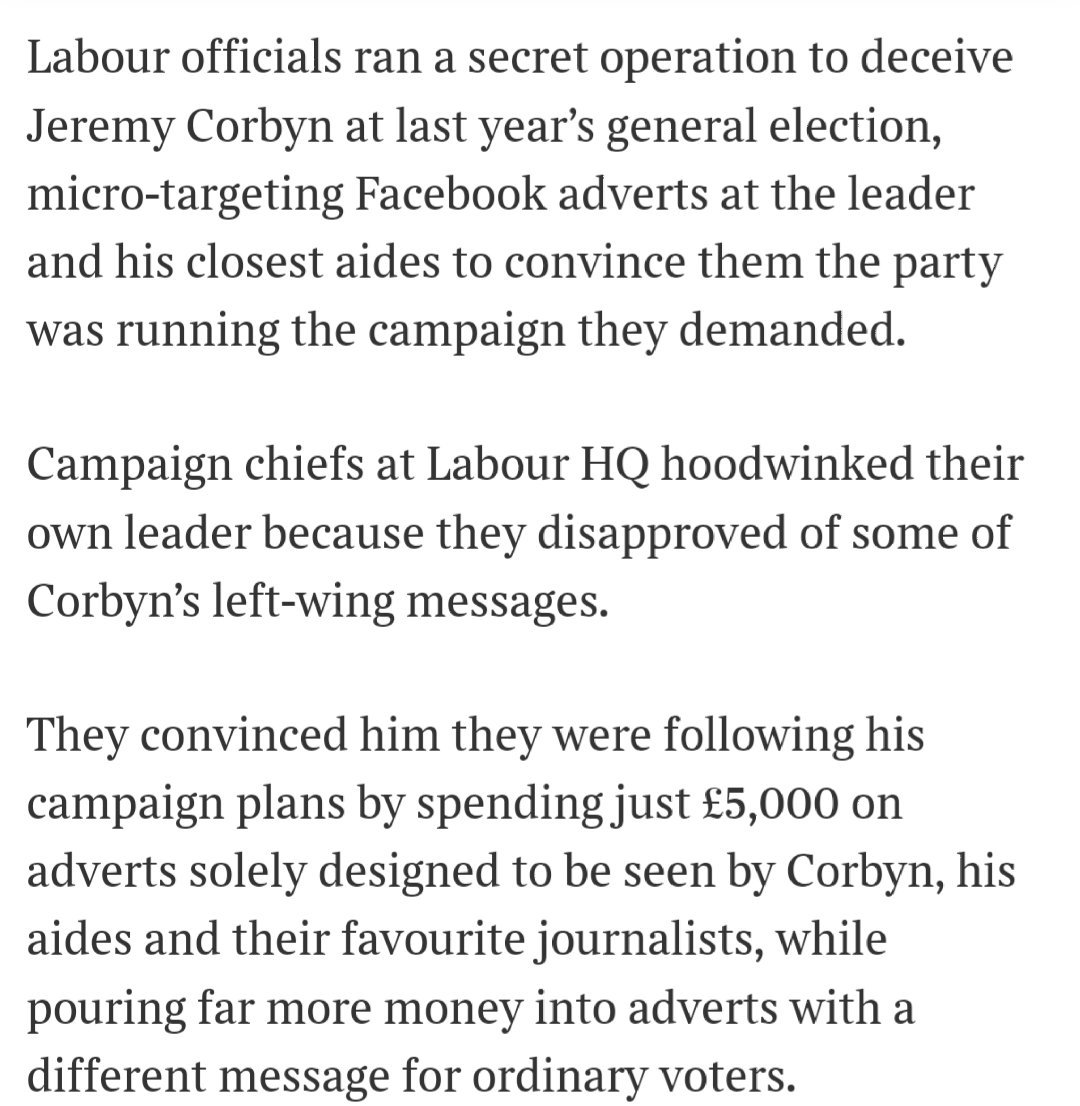 Labour officials ran a secret operation to deceive
Jeremy Corbyn at last year’s general election,
micro-targeting Facebook adverts at the leader
and his closest aides to convince them the party
was running the campaign they demanded.
Campaign chiefs at Labour HQ hoodwinked their
own leader because they disapproved of some of
Corbyn’s left-wing messages.
They convinced him they were following his
campaign plans by spending just £5,000 on
adverts solely designed to be seen by Corbyn, his
aides and their favourite journalists, while
pouring far more money into adverts with a
different message for ordinary voters.